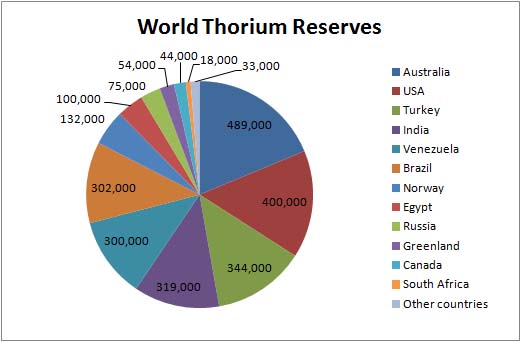 World Thorium Reserves
44,000
18,000
54,000
33,000
75,000
100,000
132,000
489,000
302,000
400,000
300,000
344,000
319,000
Australia
USA
Turkey
India
Venezuela
Brazil
Norway
Egypt
Russia
Greenland
Canada
South Africa
Other countries